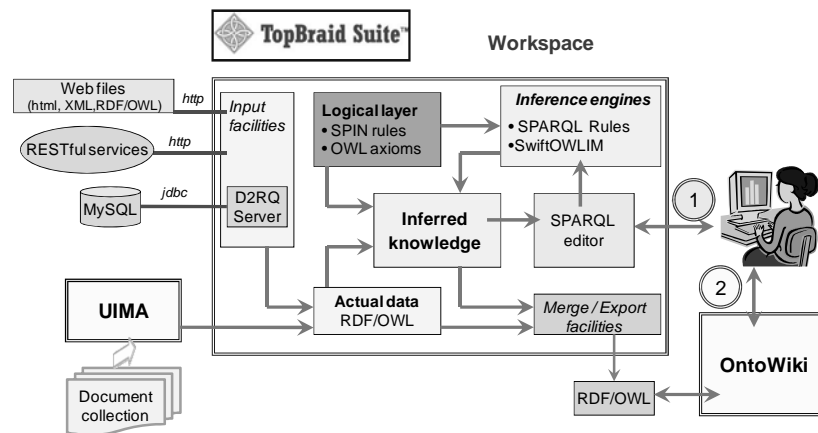 TopBraid Suite™
Workspace
Web files
(html, XML,RDF/OWL)
http
RESTful services
http
MySQL
jdbc
Input
facilities
D2RQ
Server
Logical layer
• SPIN rules
• OWL axioms
Inference engines
• SPARQL Rules
•SwiftOWLIM
Inferred
knowledge
SPARQL
editor
1
2
UIMA
Actual data
RDF/OWL
Merge / Export
facilities
Document
collection
RDF/OWL
OntoWiki